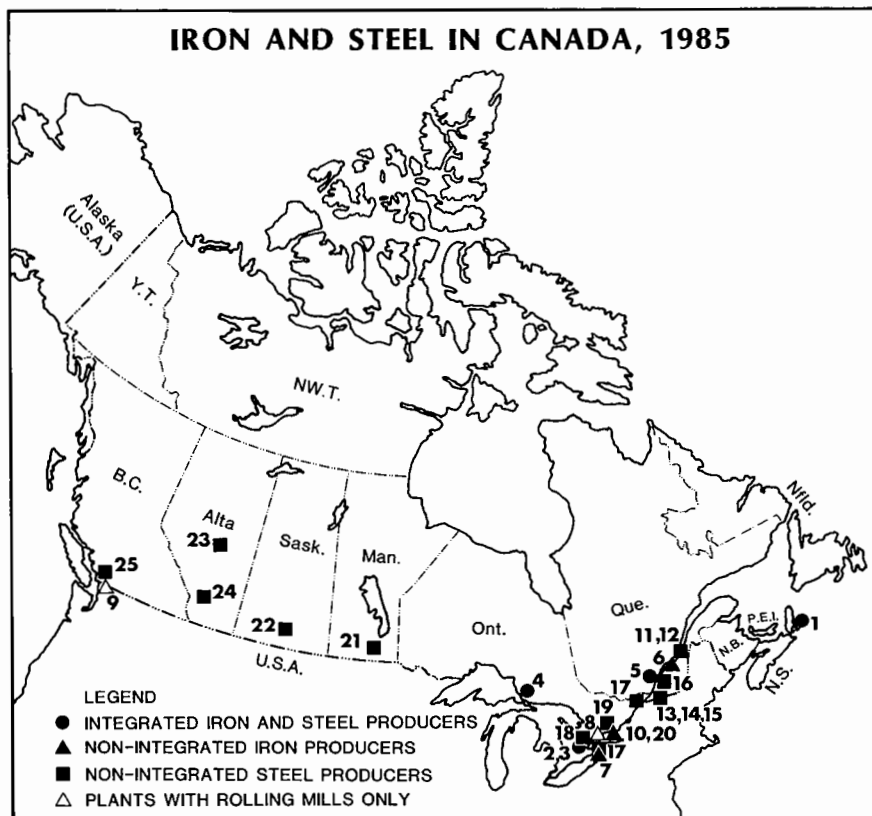 IRON AND STEEL IN CANADA, 1985
Alaska
(U.S.A.)
Y.T.
N.W.T.
B.C.
Alta
Sask.
Man.
Ont.
Que.
Nfld.
P.E.I.
N.B.
N.S.
U.S.A.
23
24
25
9
22
21
4
11,12
6
5
16
1
17
13,14,15
19
8
18
10,20
2,3
17
7
LEGEND
INTEGRATED IRON AND STEEL PRODUCERS
NON-INTEGRATED IRON PRODUCERS
NON-INTEGRATED STEEL PRODUCERS
PLANTS WITH ROLLING MILLS ONLY